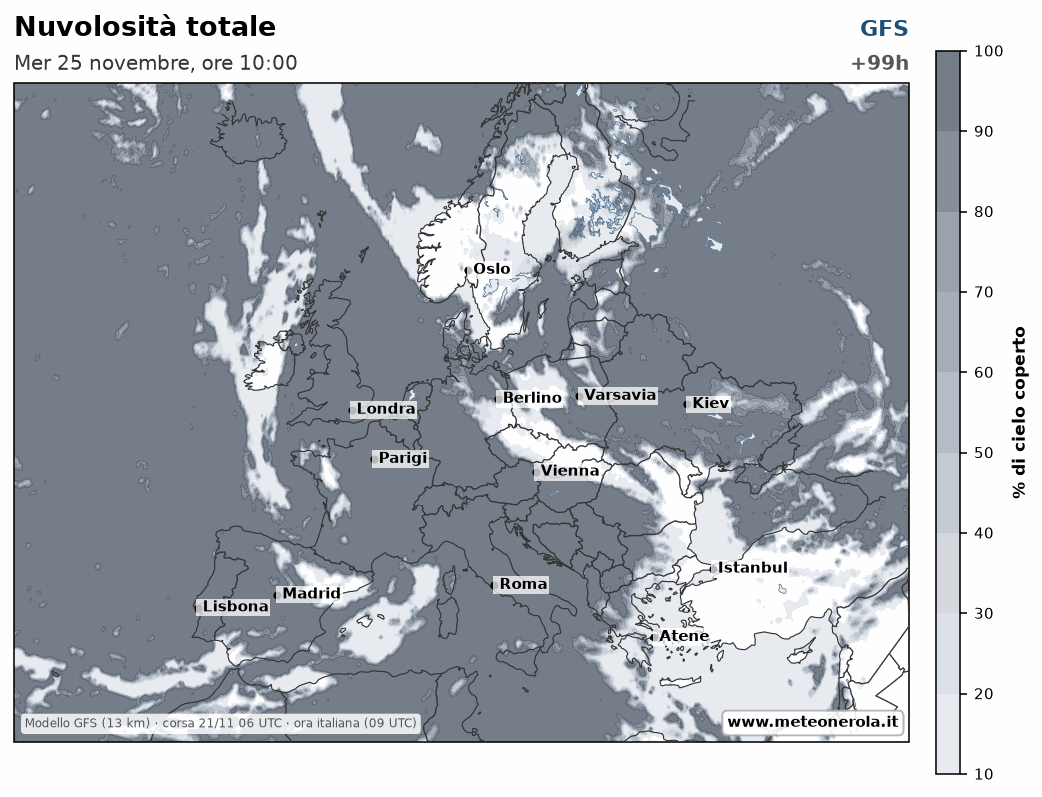 Nuvolosità totale
GFS
Mer 25 novembre, ore 10:00
+99h
100
90
80
70
60
50
40
30
20
10
% di cielo coperto
Oslo
Berlino
Varsavia
Kiev
Londra
Parigi
Vienna
Istanbul
Roma
Madrid
Lisbona
Atene
Modello GFS (13 km) · corsa 21/11 06 UTC · ora italiana (09 UTC)
www.meteonerola.it